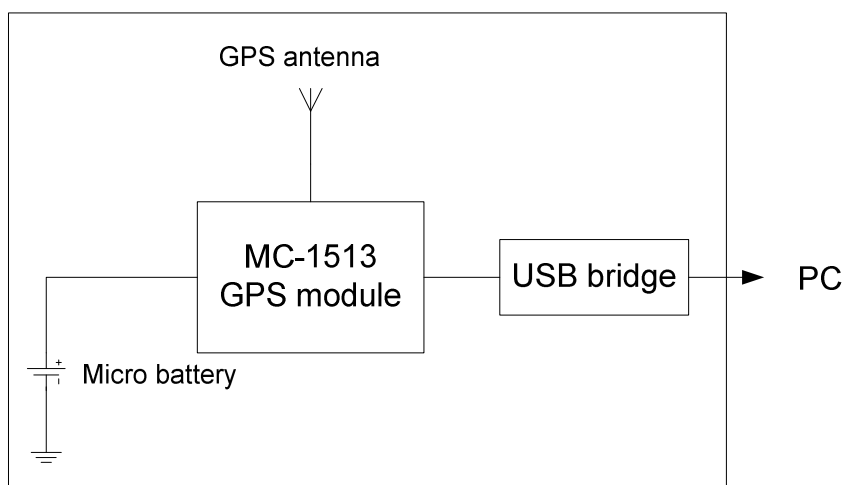 GPS antenna
MC-1513
GPS module
USB bridge
PC
+
-
Micro battery